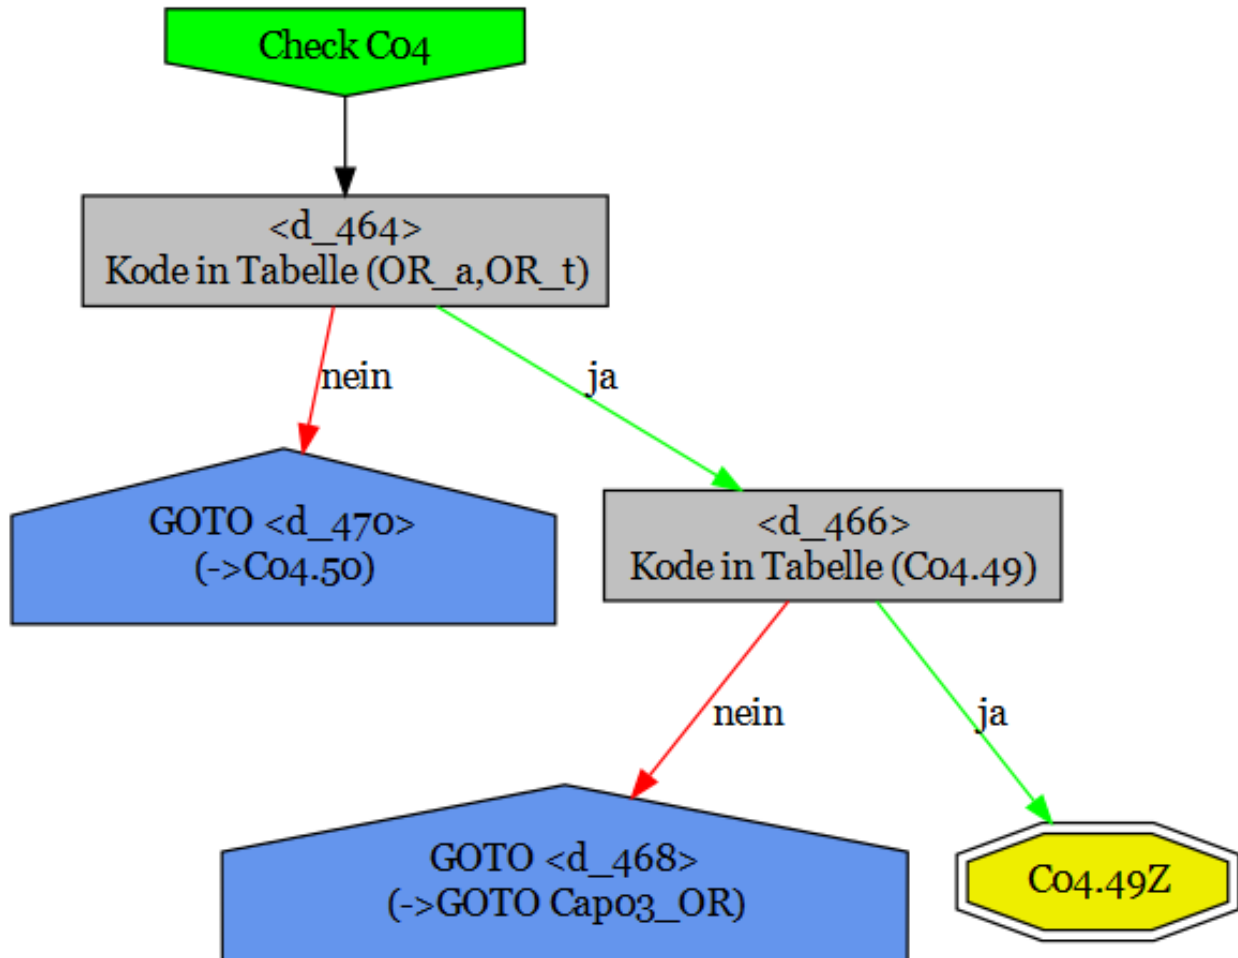 Check C04
<d_464>
Kode in Tabelle (OR_a,OR_t)
nein
ja
GOTO <d_470>
(->C04.50)
<d_466>
Kode in Tabelle (C04.49)
nein
ja
GOTO <d_468>
(->GOTO Cap03_OR)
C04.49Z